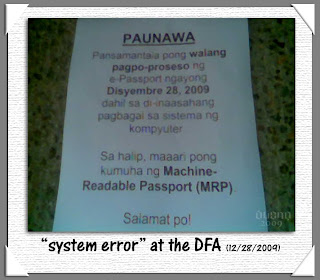 PAUNAWA
Pansamantala pong walang
pagpo-proseso ng
e-Passport ngayong
Disyembre 28, 2009
dahil sa di-inaasahang
pagbagal sa sistema ng
kompyuter
Sa halip, maaari pong
kumuha ng Machine-
Readable Passport (MRP)
Salamat po!
2009
"system error" at the DFA (12/28/2009)